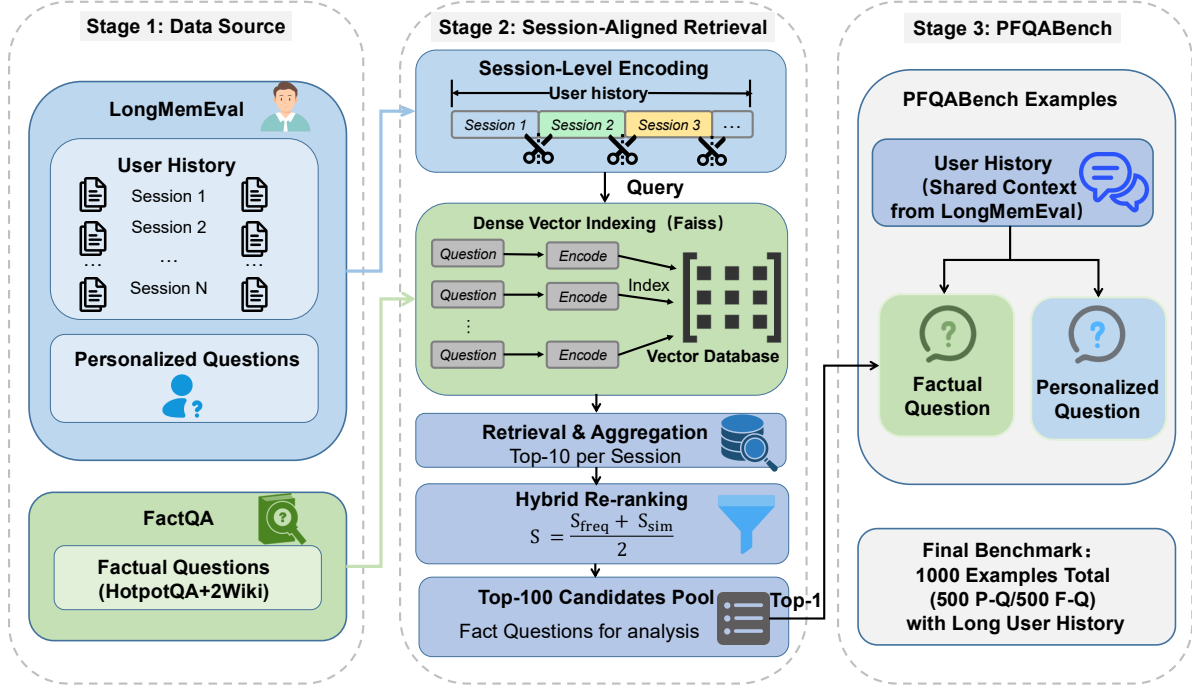 Stage 1: Data Source
LongMemEval
User History
Session 1
Session 2
... ... ...
Session N
Personalized Questions
?
FactQA
?
Factual Questions
(HotpotQA+2Wiki)
Stage 2: Session-Aligned Retrieval
Session-Level Encoding
User history
Session 1 Session 2 Session 3 ...
Query
Dense Vector Indexing（Faiss）
Question Encode
Question Encode Index
⋮
Question Encode
Vector Database
Retrieval & Aggregation
Top-10 per Session
Hybrid Re-ranking
S = (S_freq + S_sim) / 2
Top-100 Candidates Pool
Fact Questions for analysis
Top-1
Stage 3: PFQABench
PFQABench Examples
User History
（Shared Context
from LongMemEval）
? ?
Factual
Question
Personalized
Question
Final Benchmark：
1000 Examples Total
(500 P-Q/500 F-Q)
with Long User History